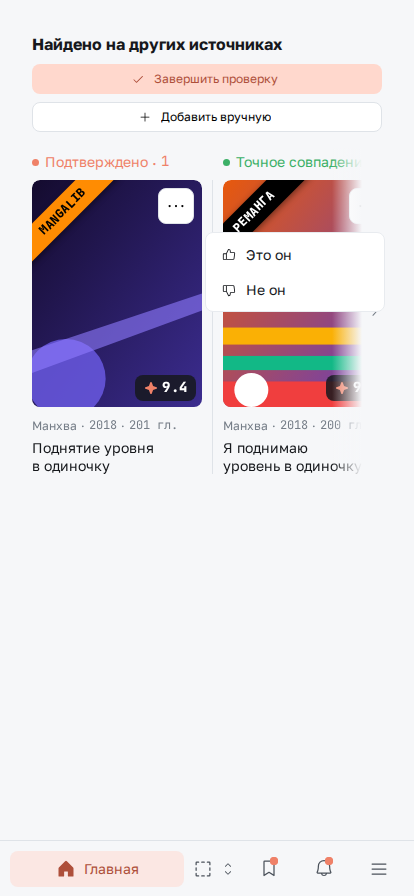 Найдено на других источниках
Завершить проверку
Добавить вручную
Подтверждено · 1
Точное совпадени
MANGALIB
РЕМАНГА
Это он
Не он
9.4
9
Манхва · 2018 · 201 гл.
Поднятие уровня
в одиночку
Манхва · 2018 · 200 гл
Я поднимаю
уровень в одиночку
Главная